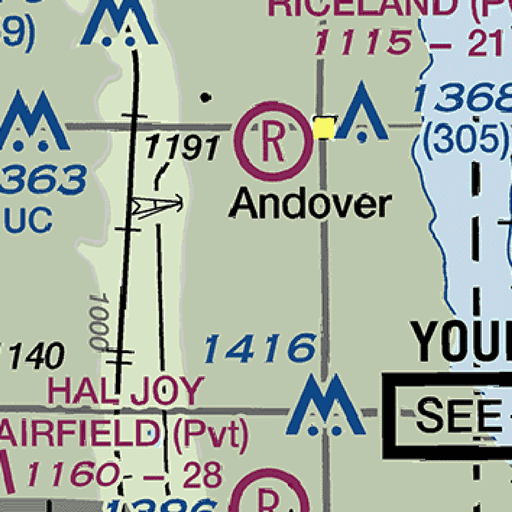 RICELAND (P
9)
1115 - 21
1368
(305)
R
1191
363
UC
Andover
1000
1416
YOU
140
HAL JOY
AIRFIELD (Pvt)
SEE
1160 - 28
1386
R